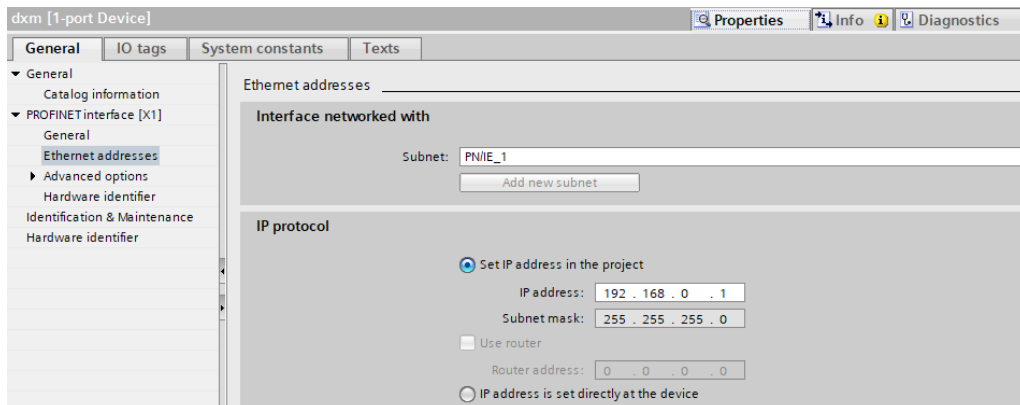 dxm [1-port Device]
Properties
Info
Diagnostics
General
IO tags
System constants
Texts
General
Catalog information
PROFINET interface [X1]
General
Ethernet addresses
Advanced options
Hardware identifier
Identification & Maintenance
Hardware identifier
Ethernet addresses
Interface networked with
Subnet: PN/IE_1
Add new subnet
IP protocol
Set IP address in the project
IP address: 192 . 168 . 0 . 1
Subnet mask: 255 . 255 . 255 . 0
Use router
Router address: 0 . 0 . 0 . 0
IP address is set directly at the device